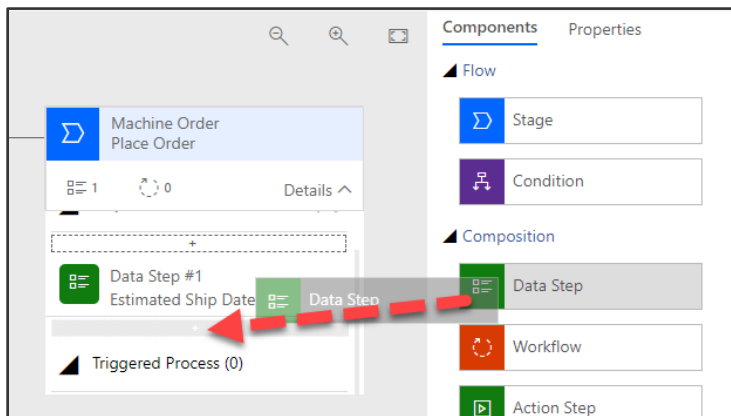 Components
Properties
Flow
Machine Order
Place Order
Stage
1
0
Details
Condition
+
Composition
Data Step #1
Estimated Ship Date
Data Step
Data Step
+
Workflow
Triggered Process (0)
Action Step